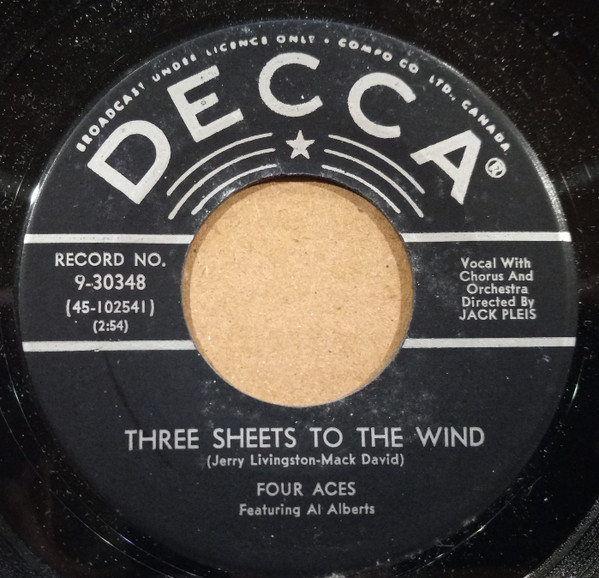 BROADCAST UNDER LICENCE ONLY • COMPO CO LTD., CANADA
DECCA®
RECORD NO.
9-30348
(45-102541)
(2:54)
Vocal With
Chorus And
Orchestra
Directed By
JACK PLEIS
THREE SHEETS TO THE WIND
(Jerry Livingston-Mack David)
FOUR ACES
Featuring Al Alberts